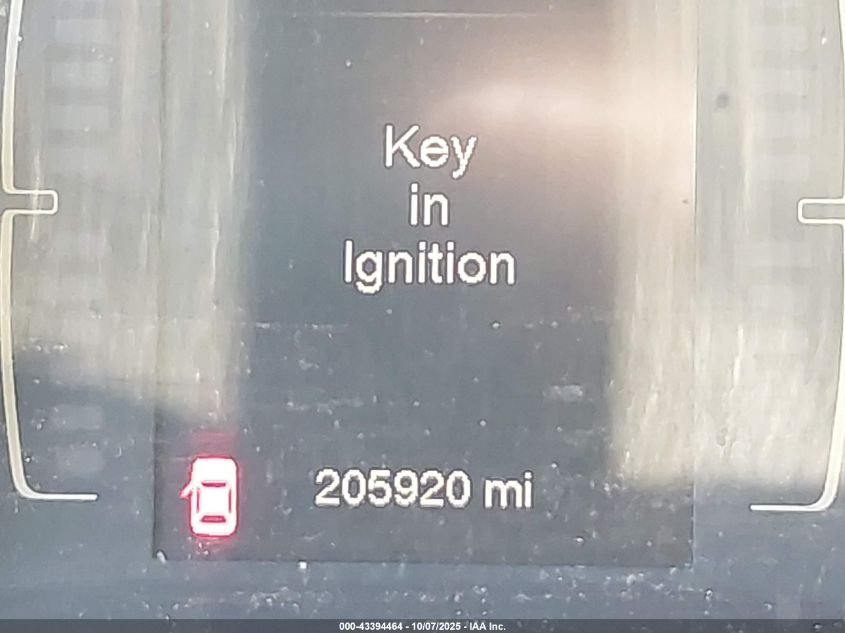 Key
in
Ignition
205920 mi
000-43394464 - 10/07/2025 - IAA Inc.